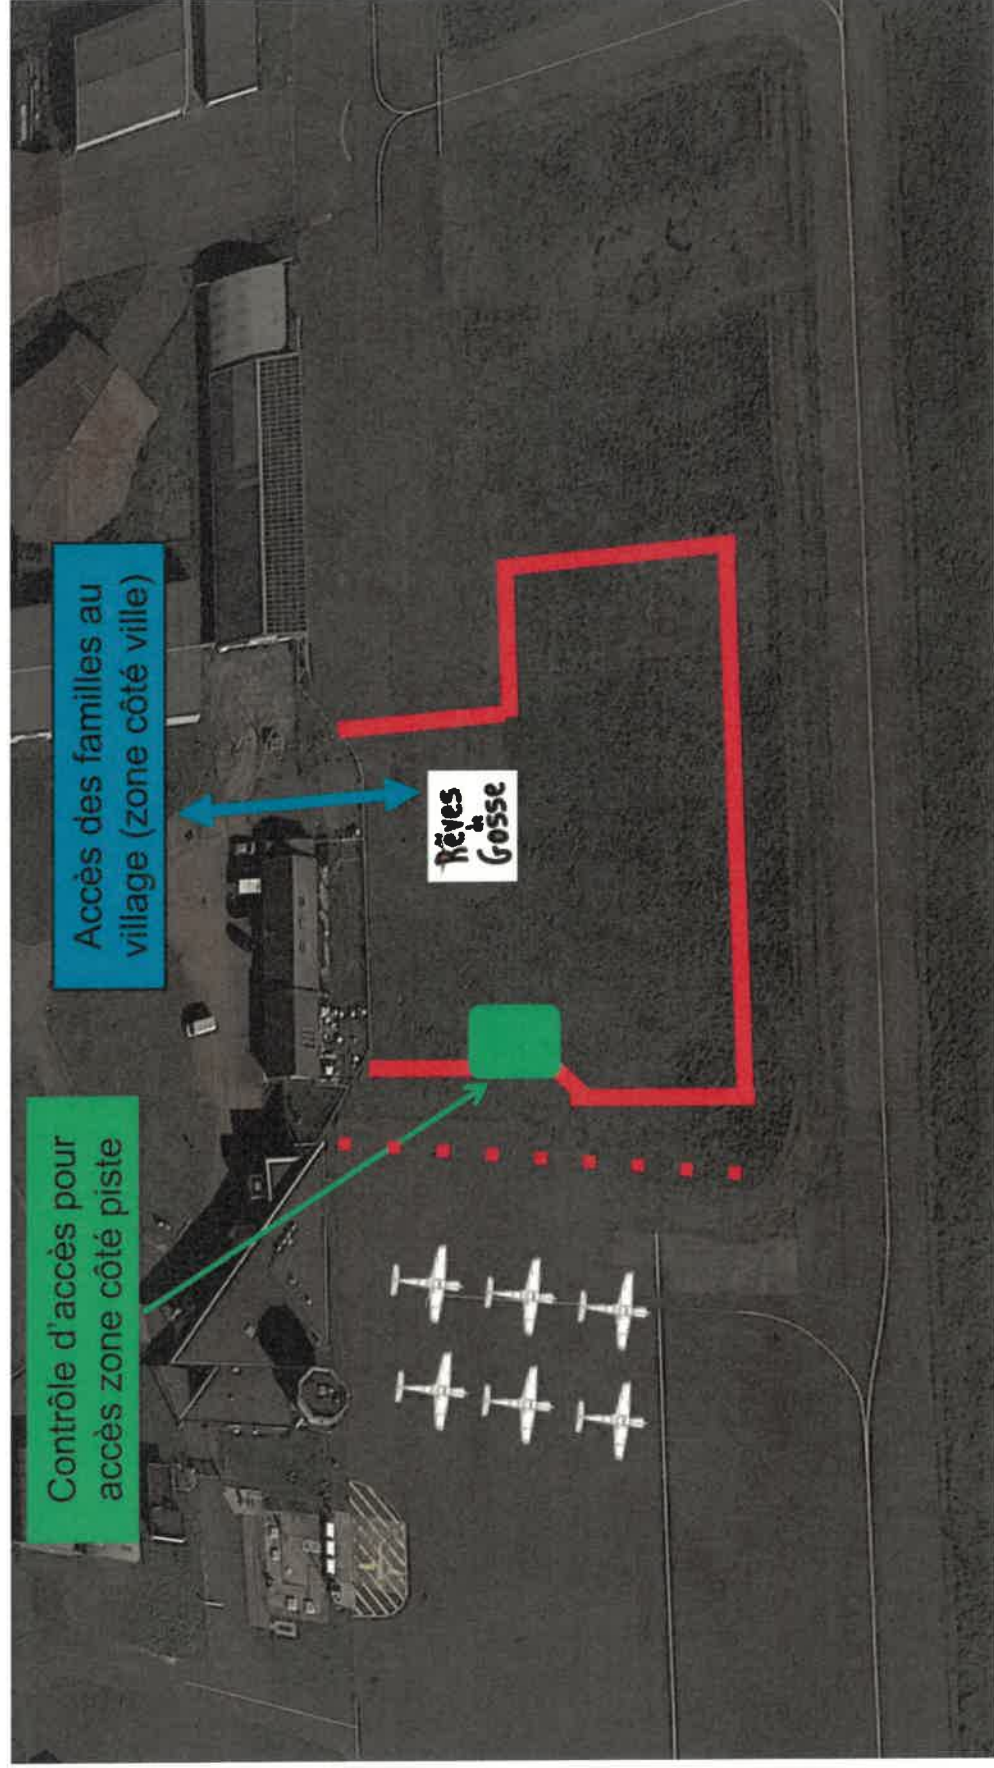 Contrôle d'accès pour
accès zone côté piste
Accès des familles au
village (zone côté ville)
Rêves
de
Gosse